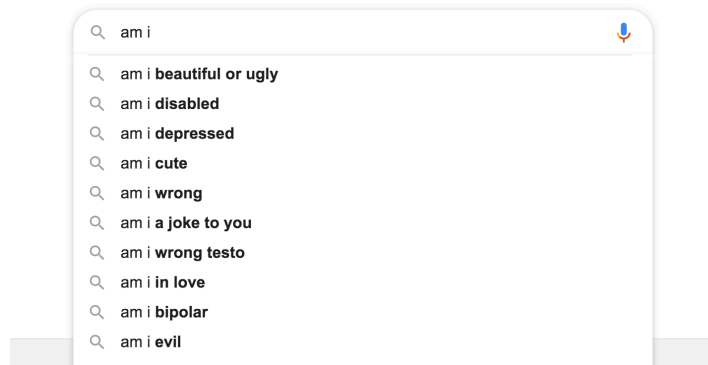 am i
am i beautiful or ugly
am i disabled
am i depressed
am i cute
am i wrong
am i a joke to you
am i wrong testo
am i in love
am i bipolar
am i evil